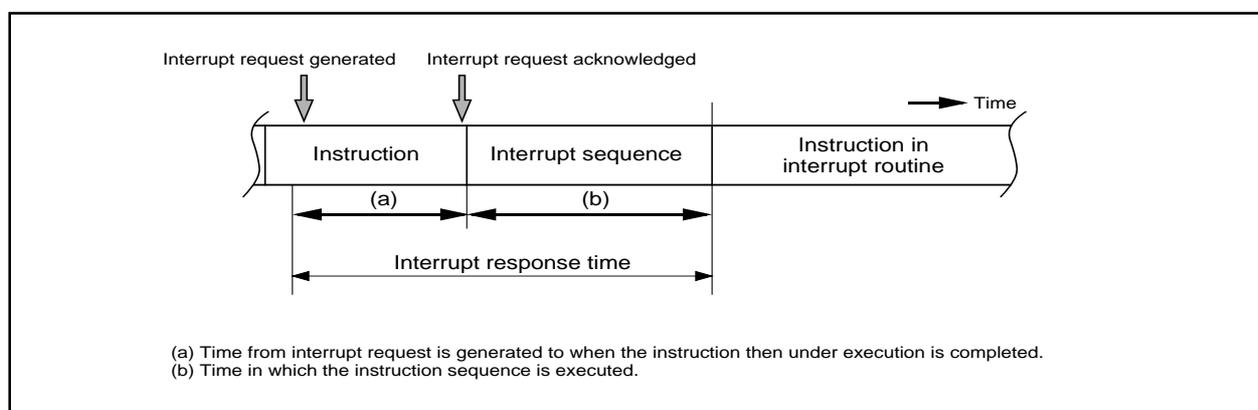 Interrupt request generated
Interrupt request acknowledged
Time
Instruction
Interrupt sequence
Instruction in
interrupt routine
(a)
(b)
Interrupt response time
(a) Time from interrupt request is generated to when the instruction then under execution is completed.
(b) Time in which the instruction sequence is executed.